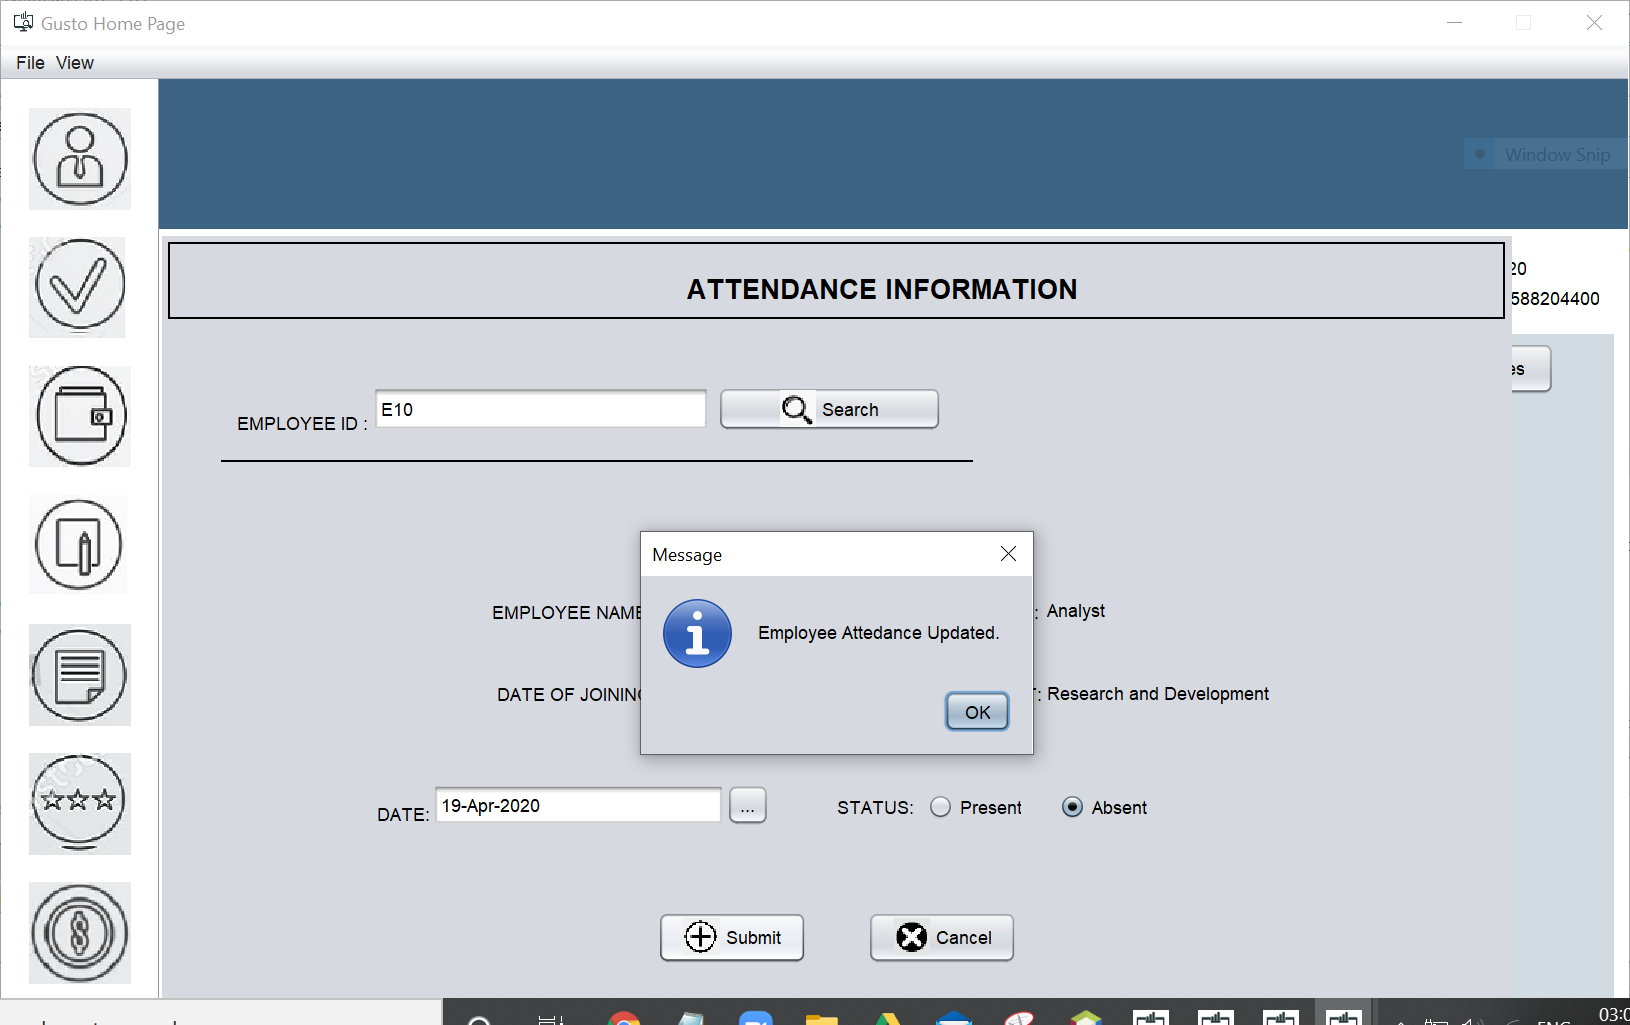 Gusto Home Page
File View
Window Snip
ATTENDANCE INFORMATION
20
588204400
EMPLOYEE ID :
E10
Search
es
Message
Employee Attedance Updated.
OK
EMPLOYEE NAME
: Analyst
DATE OF JOINING
: Research and Development
DATE:
19-Apr-2020
...
STATUS:
Present
Absent
Submit
Cancel
ENG
03:0